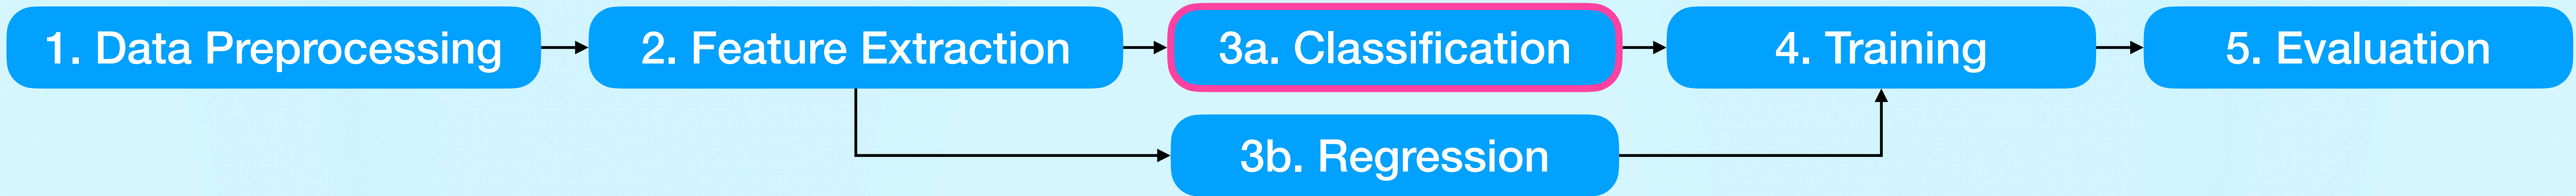 1. Data Preprocessing
2. Feature Extraction
3a. Classification
4. Training
5. Evaluation
3b. Regression